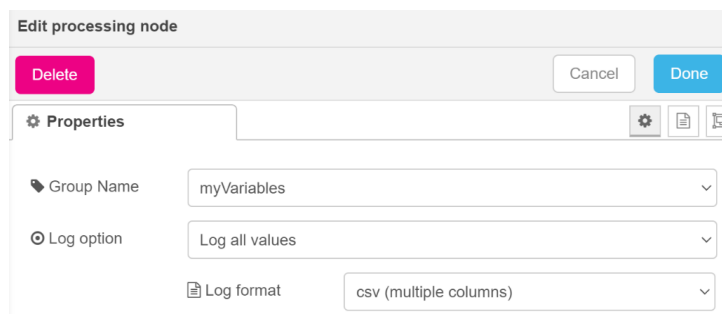 Edit processing node
Delete Cancel Done
Properties
Group Name myVariables
Log option Log all values
Log format csv (multiple columns)